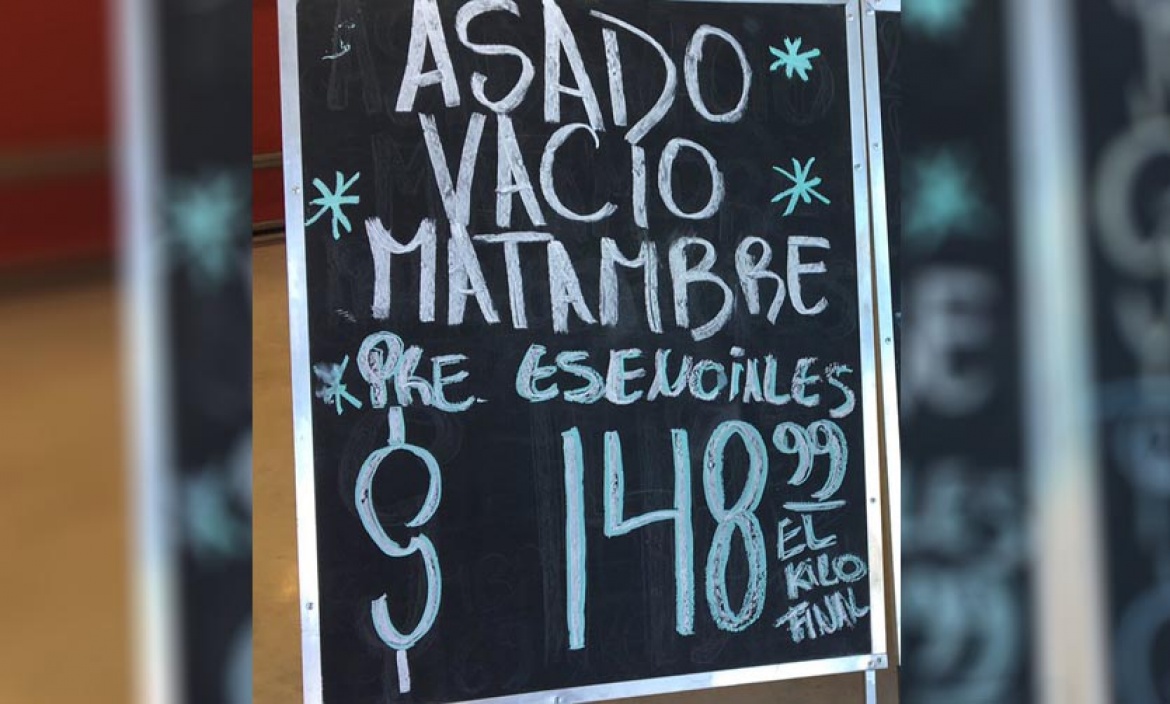 ASADO
VACIO
MATAMBRE
PRE. ESENCIALES
$ 148 99
EL
KILO
FINAL